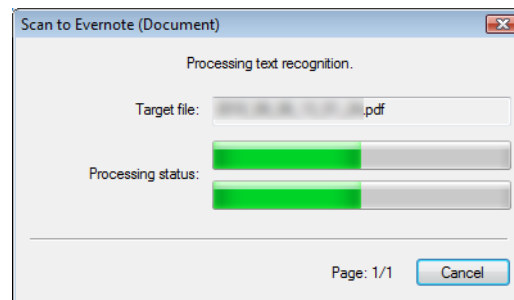 Scan to Evernote (Document)
Processing text recognition.
Target file: .pdf
Processing status:
Page: 1/1 Cancel